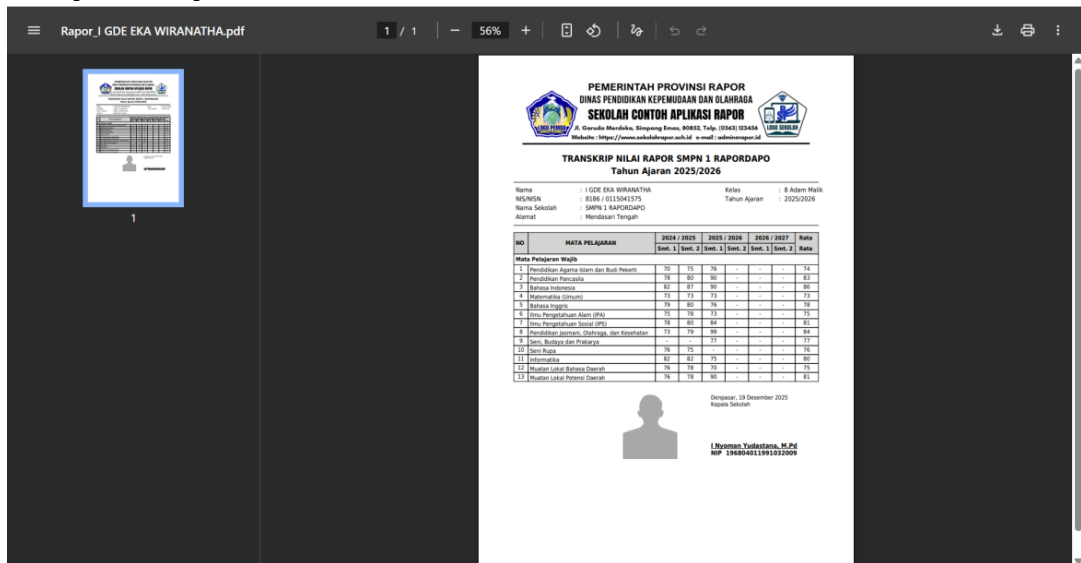 Rapor_I GDE EKA WIRANATHA.pdf
1 / 1
56%
1
PEMERINTAH PROVINSI RAPOR
DINAS PENDIDIKAN KEPEMUDAAN DAN OLAHRAGA
SEKOLAH CONTOH APLIKASI RAPOR
Jl. Garuda Merdeka, Simpang Emas, 80852, Telp. (0363) 123456
Website : https://www.sekolahrapor.sch.id e-mail : adminerapor.id
LOGO PEMDA
LOGO SEKOLAH
TRANSKRIP NILAI RAPOR SMPN 1 RAPORDAPO
Tahun Ajaran 2025/2026
Nama : I GDE EKA WIRANATHA Kelas : 8 Adam Malik
NIS/NISN : 8186 / 0115041575 Tahun Ajaran : 2025/2026
Nama Sekolah : SMPN 1 RAPORDAPO
Alamat : Mendasari Tengah
NO MATA PELAJARAN 2024 / 2025 2025 / 2026 2026 / 2027 Rata
Smt. 1 Smt. 2 Smt. 1 Smt. 2 Smt. 1 Smt. 2 Rata
Mata Pelajaran Wajib
1 Pendidikan Agama Islam dan Budi Pekerti 70 75 76 - - - 74
2 Pendidikan Pancasila 78 80 90 - - - 83
3 Bahasa Indonesia 82 87 90 - - - 86
4 Matematika (Umum) 73 73 73 - - - 73
5 Bahasa Inggris 79 80 76 - - - 78
6 Ilmu Pengetahuan Alam (IPA) 75 78 73 - - - 75
7 Ilmu Pengetahuan Sosial (IPS) 78 80 84 - - - 81
8 Pendidikan Jasmani, Olahraga, dan Kesehatan 73 79 99 - - - 84
9 Seni, Budaya dan Prakarya - - 77 - - - 77
10 Seni Rupa 76 75 - - - - 76
11 Informatika 82 82 75 - - - 80
12 Muatan Lokal Bahasa Daerah 76 78 70 - - - 75
13 Muatan Lokal Potensi Daerah 76 78 90 - - - 81
Denpasar, 19 Desember 2025
Kepala Sekolah
I Nyoman Yudastana, M.Pd
NIP 196804011991032009